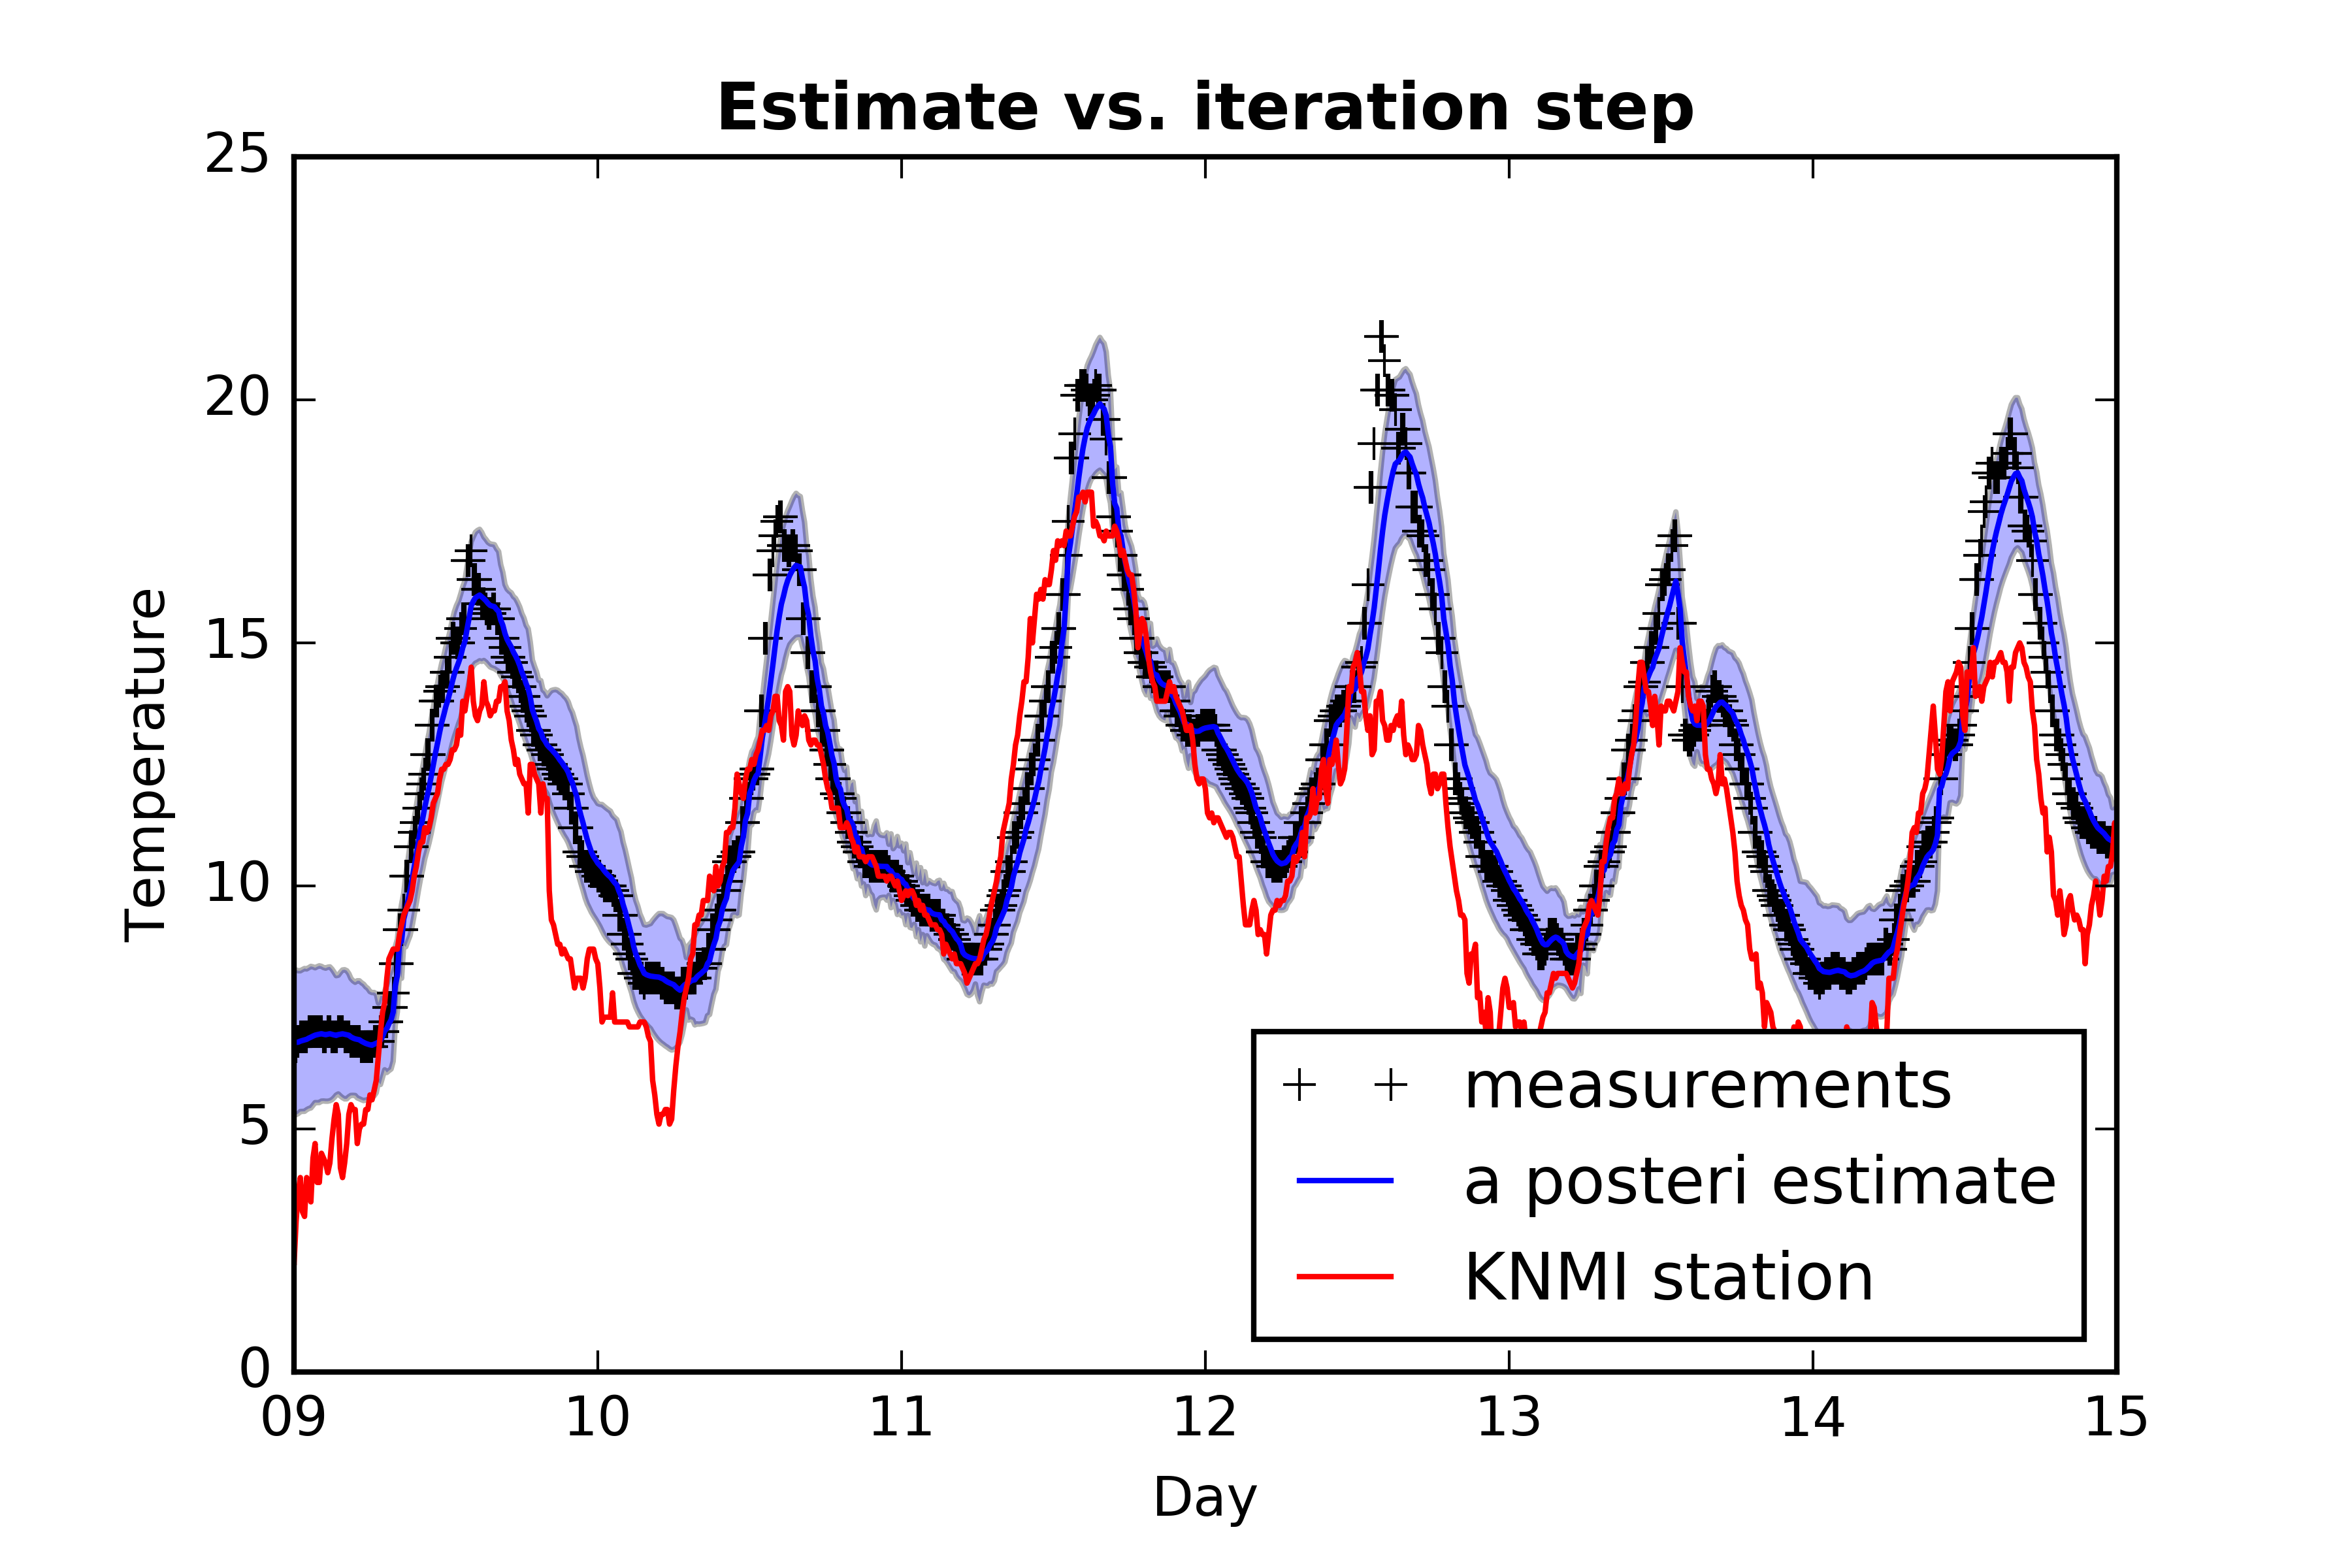 Estimate vs. iteration step
25
20
15
10
5
0
Temperature
measurements
a posteri estimate
KNMI station
09 10 11 12 13 14 15
Day